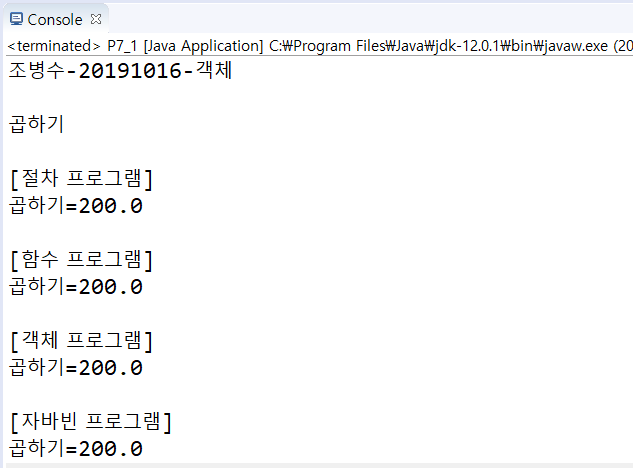 Console
<terminated> P7_1 [Java Application] C:₩Program Files₩Java₩jdk-12.0.1₩bin₩javaw.exe (20
조병수-20191016-객체
곱하기
[절차 프로그램]
곱하기=200.0
[함수 프로그램]
곱하기=200.0
[객체 프로그램]
곱하기=200.0
[자바빈 프로그램]
곱하기=200.0